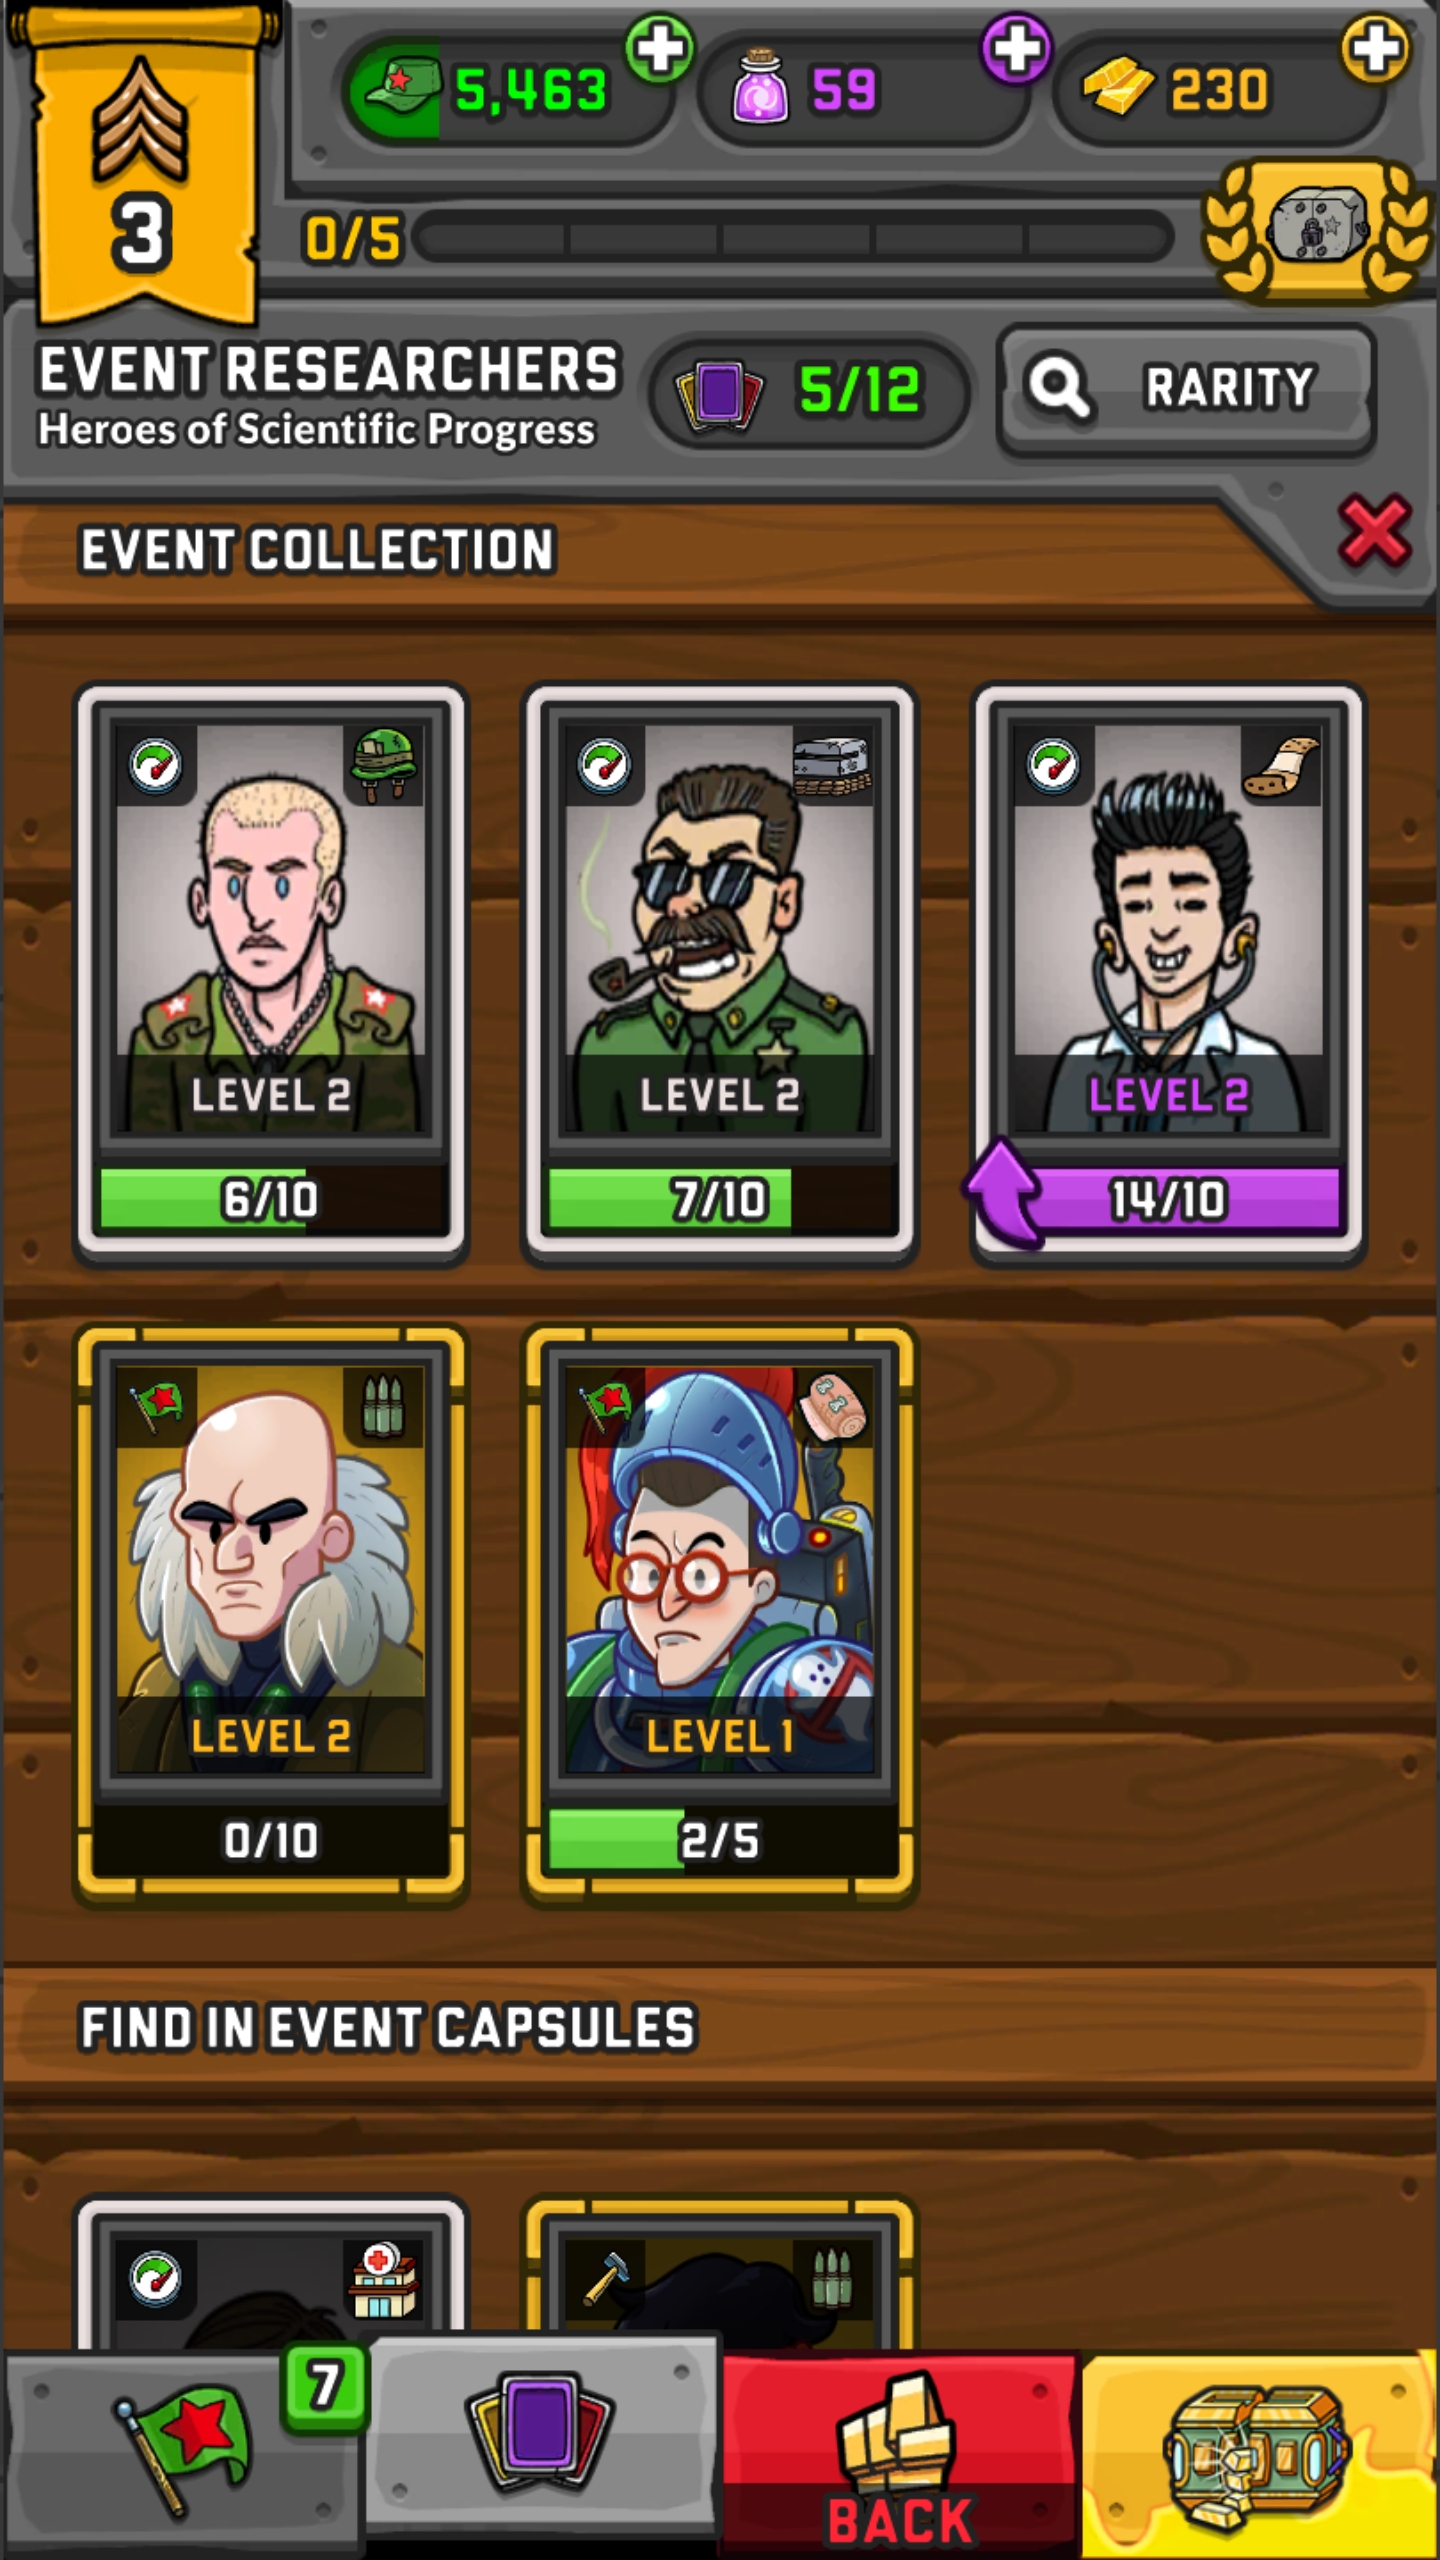 5,463
59
230
3
0/5
EVENT RESEARCHERS
Heroes of Scientific Progress
5/12
RARITY
EVENT COLLECTION
LEVEL 2
LEVEL 2
LEVEL 2
6/10
7/10
14/10
LEVEL 2
LEVEL 1
0/10
2/5
FIND IN EVENT CAPSULES
7
BACK